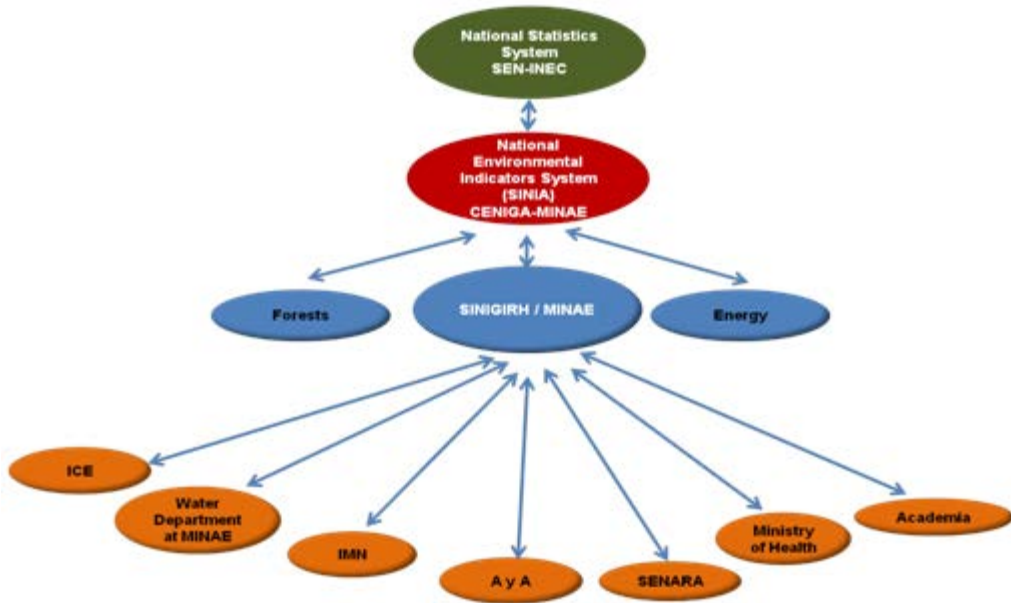 National Statistics
System
SEN-INEC
National
Environmental
Indicators System
(SINIA)
CENIGA-MINAE
Forests
SINIGIRH / MINAE
Energy
ICE
Water
Department
at MINAE
IMN
A y A
SENARA
Ministry
of Health
Academia